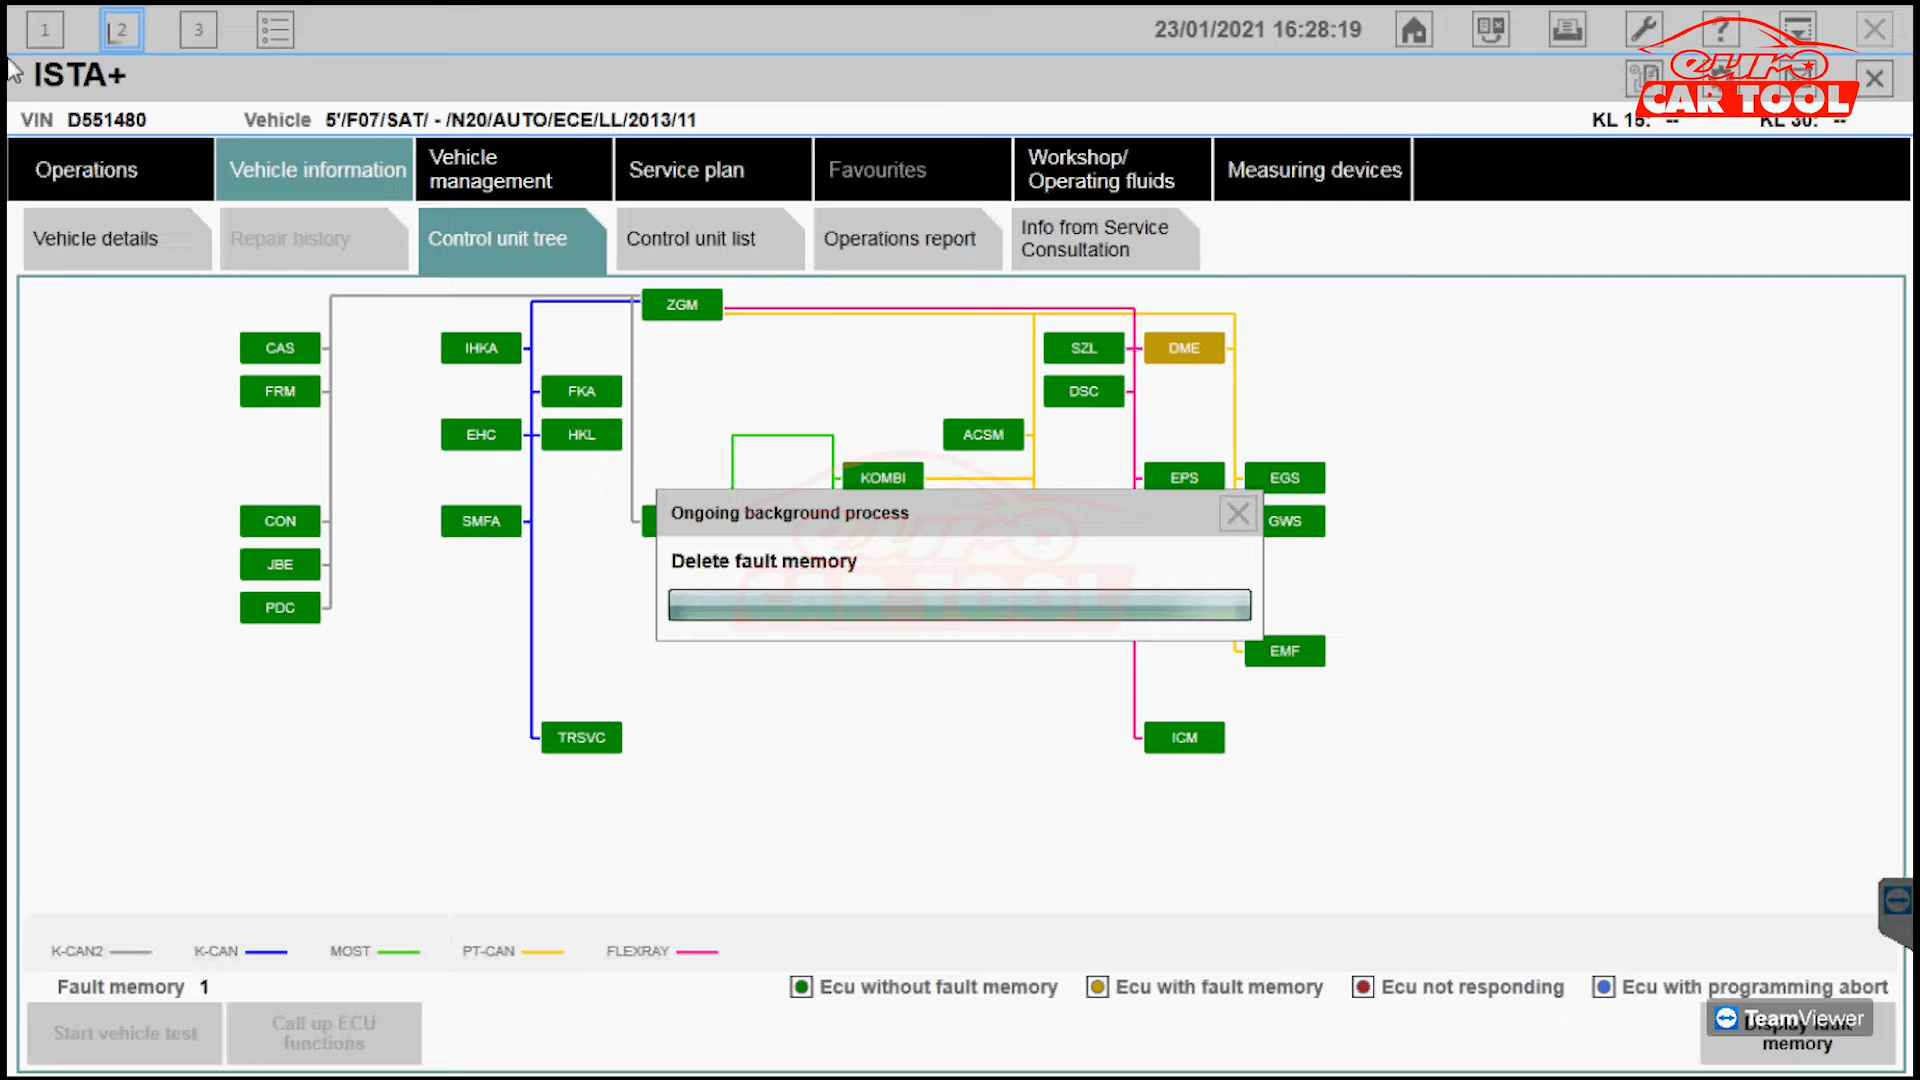 1
2
3
23/01/2021 16:28:19
?
ISTA+
euro
CAR TOOL
VIN D551480 Vehicle 5'/F07/SAT/ - /N20/AUTO/ECE/LL/2013/11 KL 15: -- KL 30: --
Operations
Vehicle information
Vehicle
management
Service plan
Favourites
Workshop/
Operating fluids
Measuring devices
Vehicle details
Repair history
Control unit tree
Control unit list
Operations report
Info from Service
Consultation
ZGM
CAS
IHKA
SZL
DME
FRM
FKA
DSC
EHC
HKL
ACSM
KOMBI
EPS
EGS
CON
SMFA
GWS
JBE
PDC
EMF
TRSVC
ICM
Ongoing background process
Delete fault memory
euro
CAR TOOL
K-CAN2
K-CAN
MOST
PT-CAN
FLEXRAY
Fault memory 1
Ecu without fault memory
Ecu with fault memory
Ecu not responding
Ecu with programming abort
Start vehicle test
Call up ECU
functions
TeamViewer
Display fault
memory